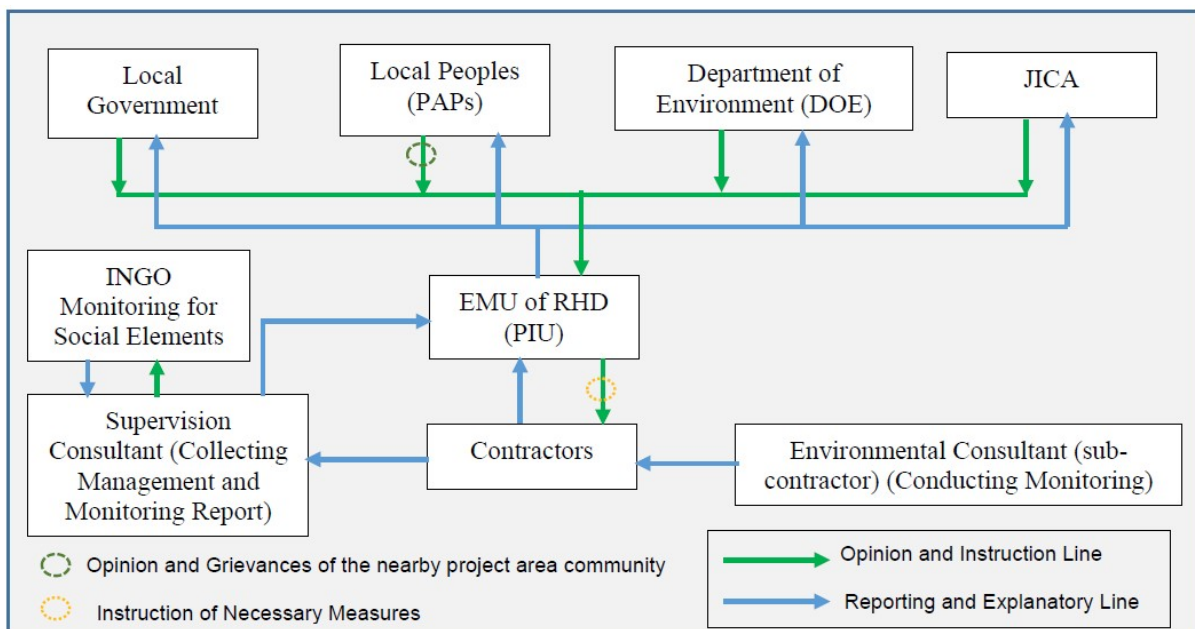 Local
Government
Local Peoples
(PAPs)
Department of
Environment (DOE)
JICA
INGO
Monitoring for
Social Elements
EMU of RHD
(PIU)
Supervision
Consultant (Collecting
Management and
Monitoring Report)
Contractors
Environmental Consultant (sub-
contractor) (Conducting Monitoring)
Opinion and Grievances of the nearby project area community
Instruction of Necessary Measures
Opinion and Instruction Line
Reporting and Explanatory Line